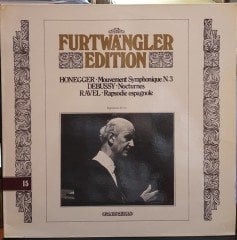 FURTWÄNGLER
EDITION
HONEGGER · Mouvement Symphonique N. 3
DEBUSSY · Nocturnes
RAVEL · Rapsodie espagnole
15